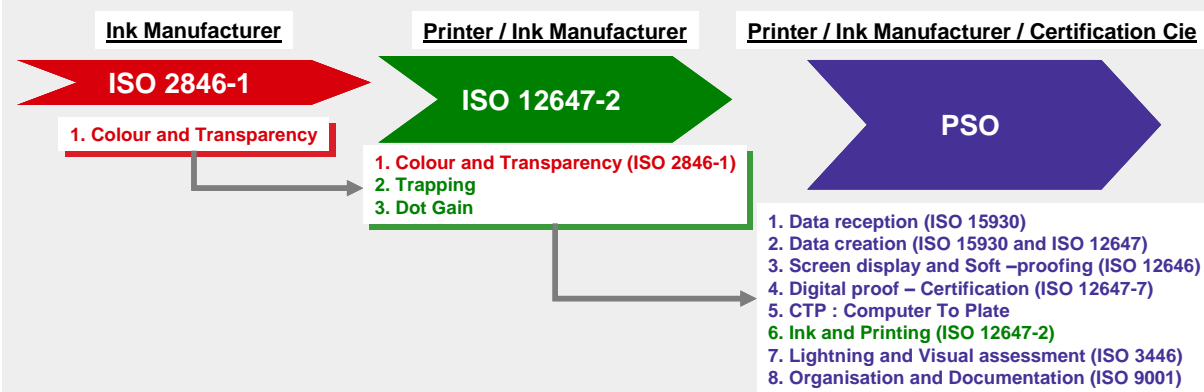 Ink Manufacturer
ISO 2846-1
1. Colour and Transparency
Printer / Ink Manufacturer
ISO 12647-2
1. Colour and Transparency (ISO 2846-1)
2. Trapping
3. Dot Gain
Printer / Ink Manufacturer / Certification Cie
PSO
1. Data reception (ISO 15930)
2. Data creation (ISO 15930 and ISO 12647)
3. Screen display and Soft –proofing (ISO 12646)
4. Digital proof – Certification (ISO 12647-7)
5. CTP : Computer To Plate
6. Ink and Printing (ISO 12647-2)
7. Lightning and Visual assessment (ISO 3446)
8. Organisation and Documentation (ISO 9001)